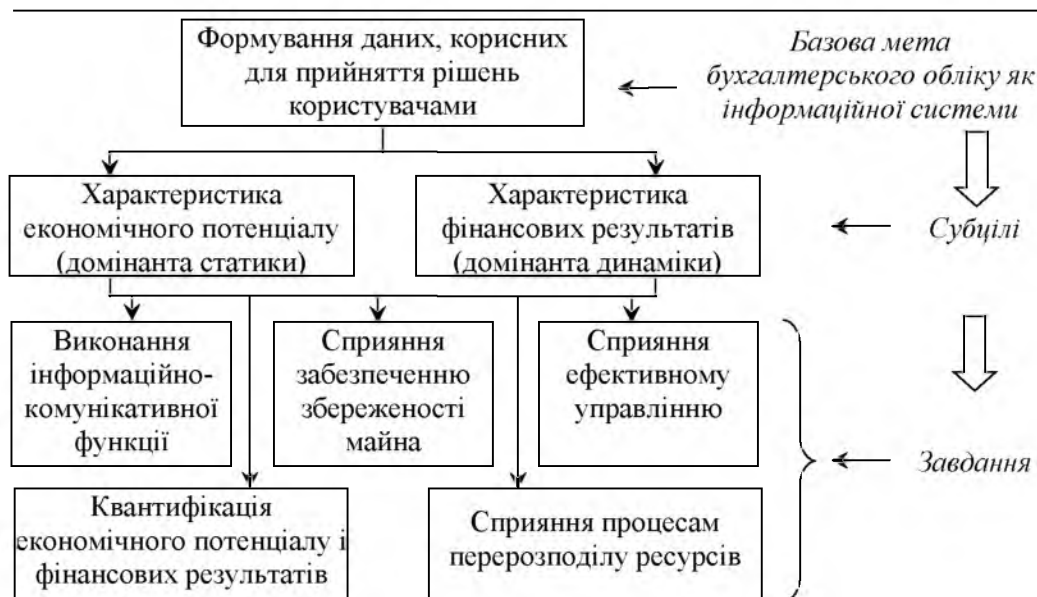 Формування даних, корисних
для прийняття рішень
користувачами
Базова мета
бухгалтерського обліку як
інформаційної системи
Характеристика
економічного потенціалу
(домінанта статики)
Характеристика
фінансових результатів
(домінанта динаміки)
Субцілі
Виконання
інформаційно-
комунікативної
функції
Сприяння
забезпеченню
збереженості
майна
Сприяння
ефективному
управлінню
Завдання
Квантифікація
економічного потенціалу і
фінансових результатів
Сприяння процесам
перерозподілу ресурсів